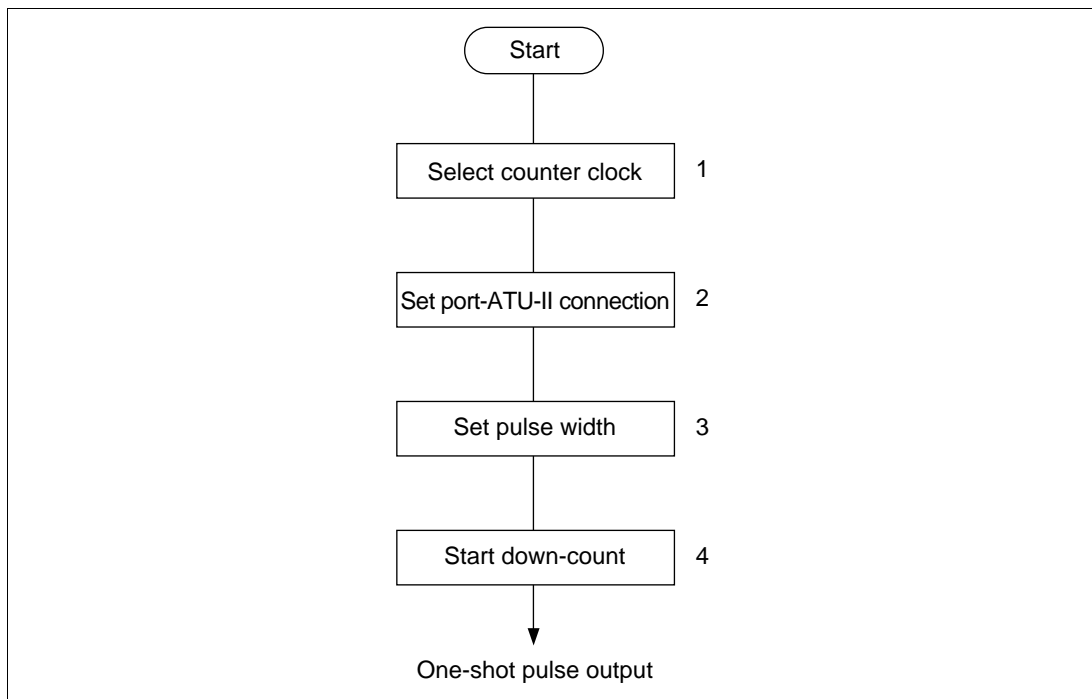 Start
Select counter clock 1
Set port-ATU-II connection 2
Set pulse width 3
Start down-count 4
One-shot pulse output